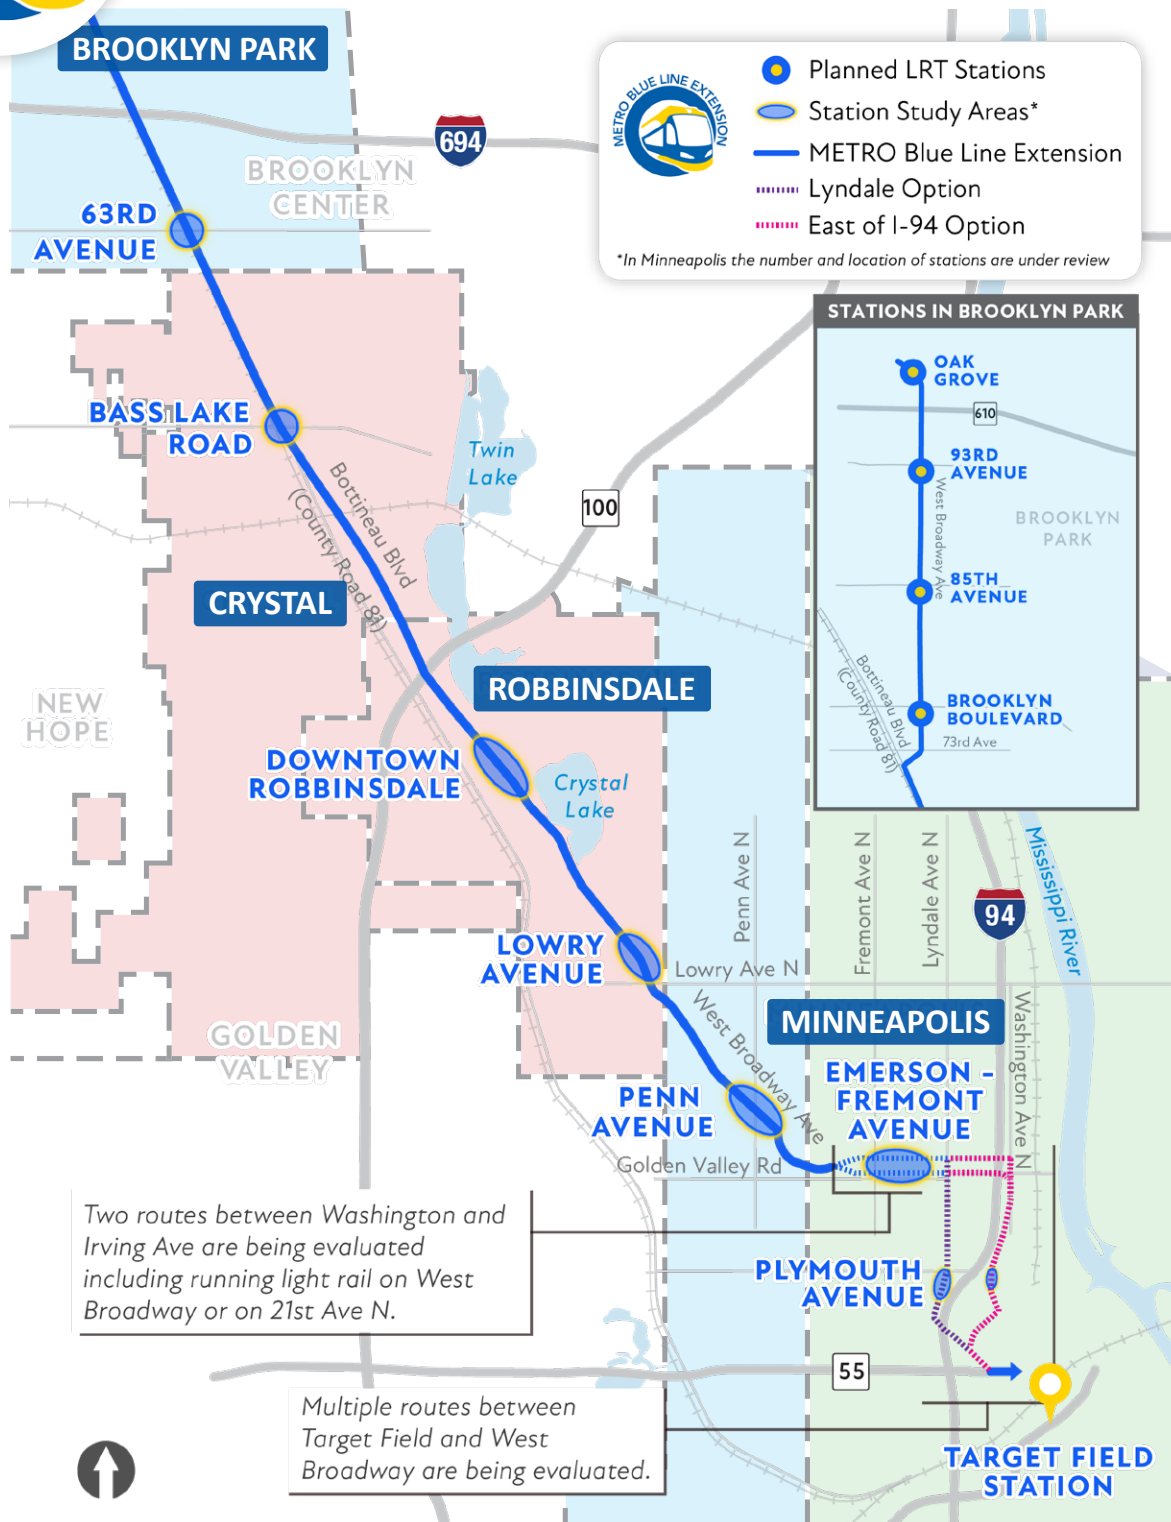 BROOKLYN PARK
METRO BLUE LINE EXTENSION
Planned LRT Stations
Station Study Areas*
METRO Blue Line Extension
Lyndale Option
East of I-94 Option
*In Minneapolis the number and location of stations are under review
694
BROOKLYN
CENTER
63RD
AVENUE
STATIONS IN BROOKLYN PARK
OAK
GROVE
610
93RD
AVENUE
West Broadway Ave
BROOKLYN
PARK
85TH
AVENUE
Bottineau Blvd
(County Road 81)
BROOKLYN
BOULEVARD
73rd Ave
BASS LAKE
ROAD
Twin
Lake
Bottineau Blvd
(County Road 81)
100
CRYSTAL
ROBBINSDALE
NEW
HOPE
DOWNTOWN
ROBBINSDALE
Crystal
Lake
Penn Ave N
Fremont Ave N
Lyndale Ave N
94
Mississippi River
LOWRY
AVENUE
Lowry Ave N
West Broadway Ave
MINNEAPOLIS
Washington Ave N
GOLDEN
VALLEY
PENN
AVENUE
EMERSON –
FREMONT
AVENUE
Golden Valley Rd
Two routes between Washington and
Irving Ave are being evaluated
including running light rail on West
Broadway or on 21st Ave N.
PLYMOUTH
AVENUE
55
Multiple routes between
Target Field and West
Broadway are being evaluated.
TARGET FIELD
STATION